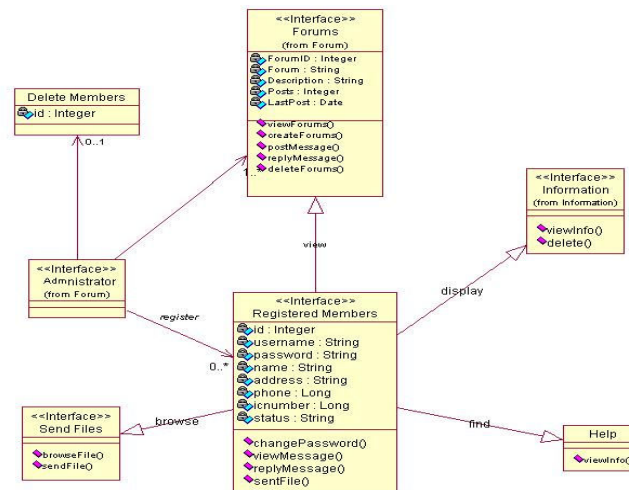 <<Interface>>
Forums
(from Forum)
ForumID : Integer
Forum : String
Description : String
Posts : Integer
LastPost : Date
viewForums()
createForums()
postMessage()
replyMessage()
deleteForums()
Delete Members
id : Integer
0..1
1..*
<<Interface>>
Information
(from Information)
viewInfo()
delete()
view
<<Interface>>
Admnistrator
(from Forum)
display
register
0..*
<<Interface>>
Registered Members
id : Integer
username : String
password : String
name : String
address : String
phone : Long
icnumber : Long
status : String
changePassword()
viewMessage()
replyMessage()
sentFile()
browse
find
<<Interface>>
Send Files
browseFile()
sendFile()
Help
viewInfo()